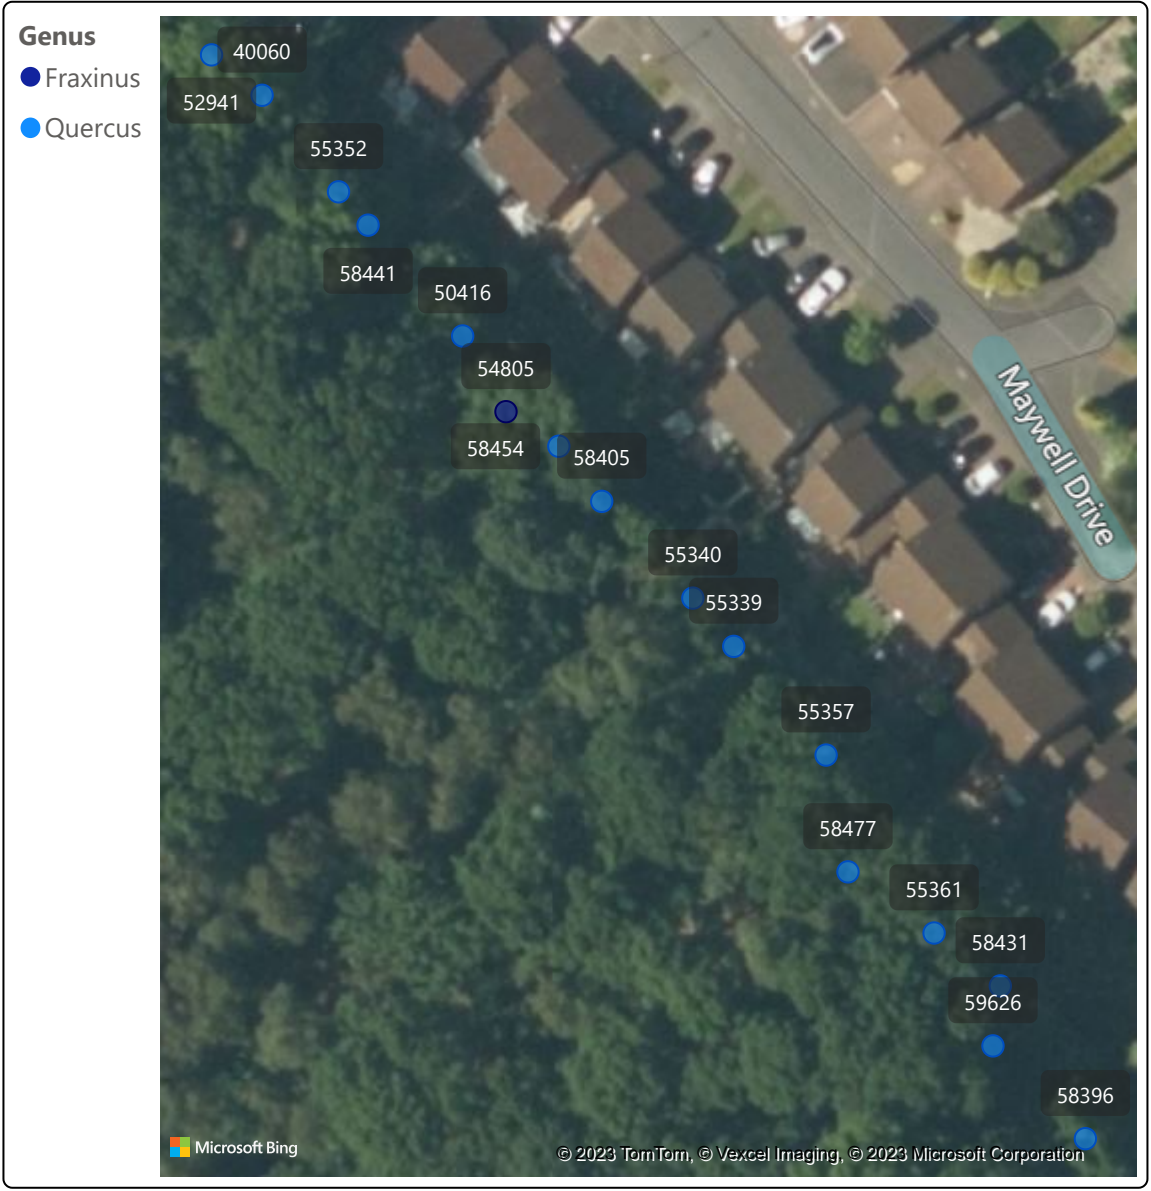 Genus
Fraxinus
Quercus
40060
52941
55352
58441
50416
54805
58454
58405
55340
55339
55357
58477
55361
58431
59626
58396
Maywell Drive
Microsoft Bing
© 2023 TomTom, © Vexcel Imaging, © 2023 Microsoft Corporation